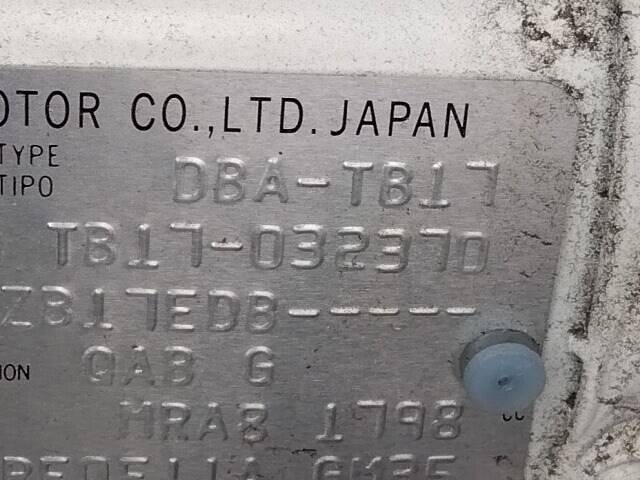 OTOR CO.,LTD. JAPAN
TYPE
TIPO DBA-TB17
TB17-032370
ZB17EDB-----
ION QAB G
MRA8 1798